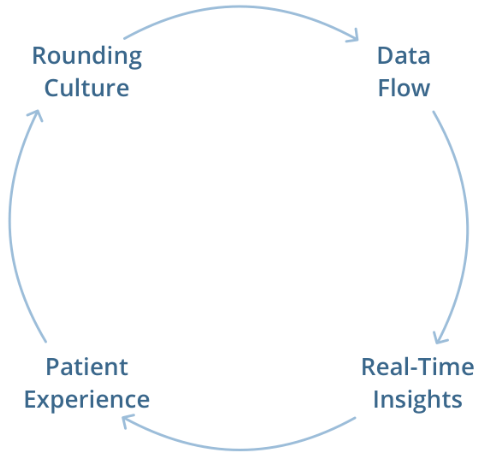 Rounding
Culture
Data
Flow
Real-Time
Insights
Patient
Experience